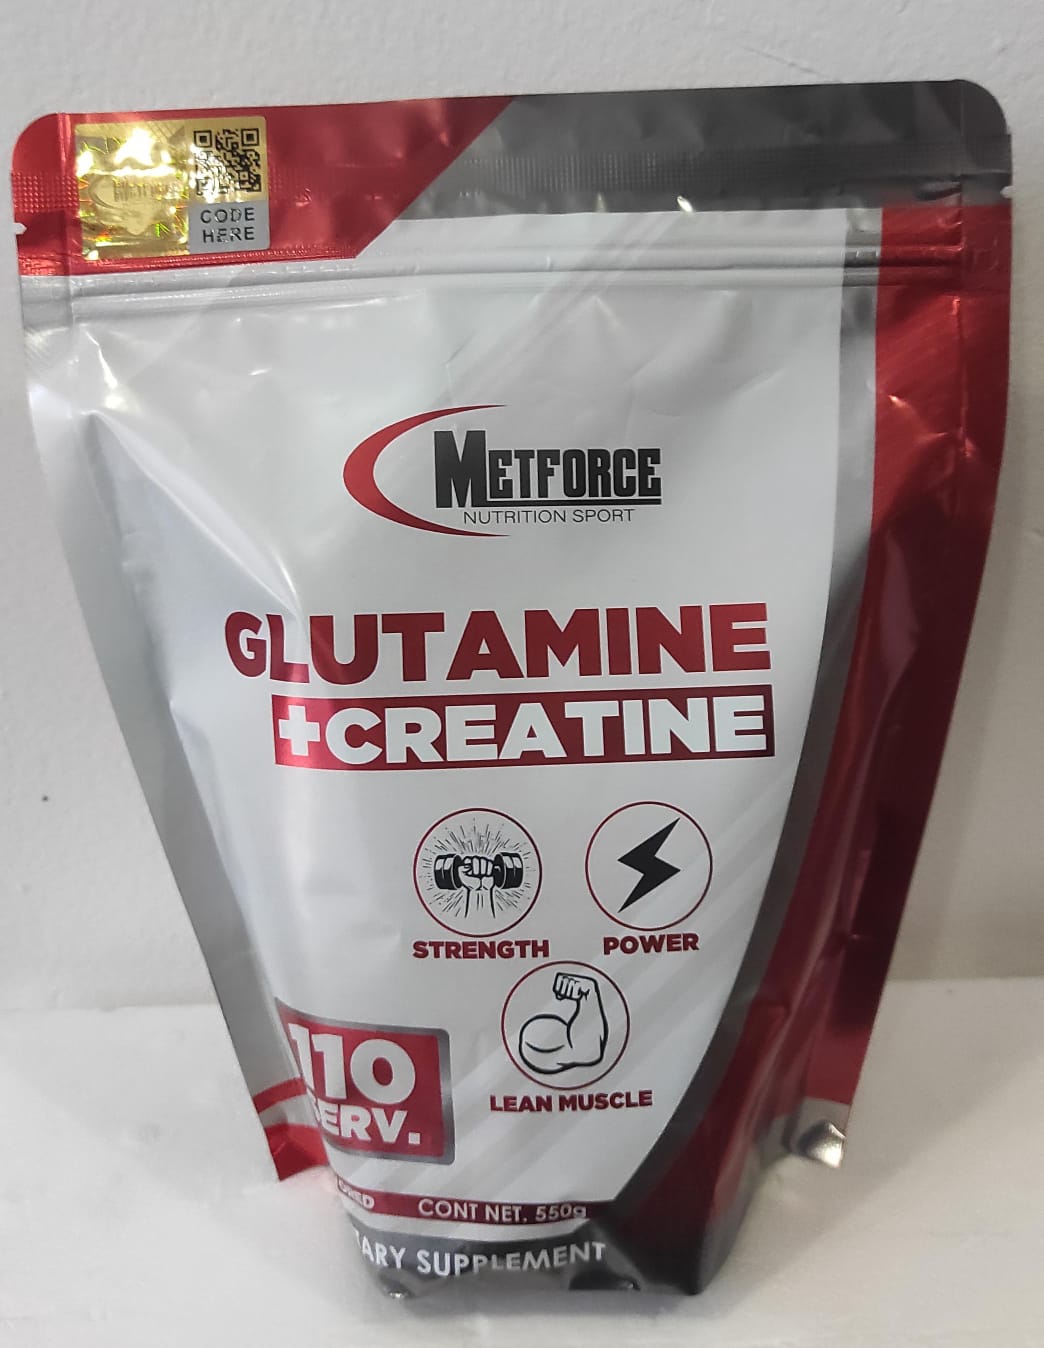 CODE
HERE
METFORCE
NUTRITION SPORT
GLUTAMINE
+CREATINE
STRENGTH
POWER
LEAN MUSCLE
110
SERV.
CONT NET. 550g
SUPPLEMENT